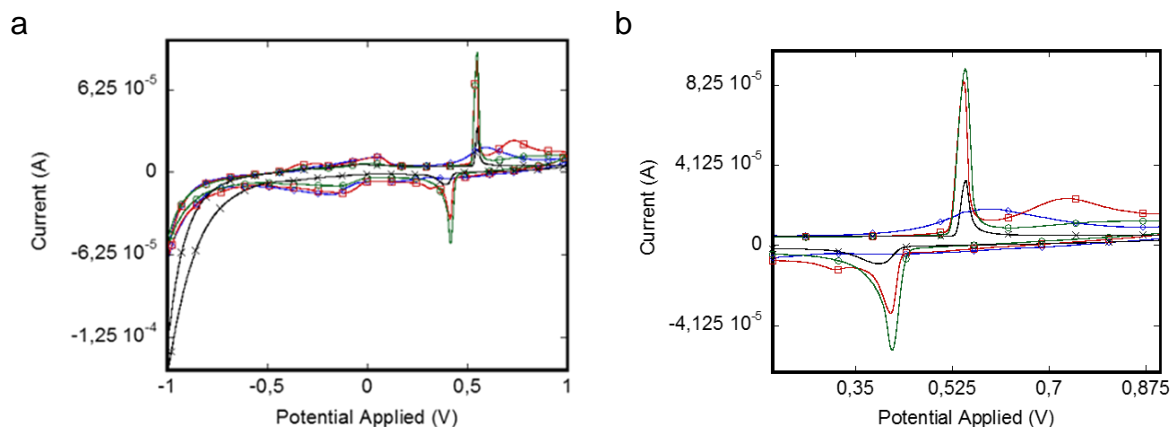 a
Current (A)
6,25 10⁻⁵
0
-6,25 10⁻⁵
-1,25 10⁻⁴
-1
-0,5
0
0,5
1
Potential Applied (V)
b
Current (A)
8,25 10⁻⁵
4,125 10⁻⁵
0
-4,125 10⁻⁵
0,35
0,525
0,7
0,875
Potential Applied (V)